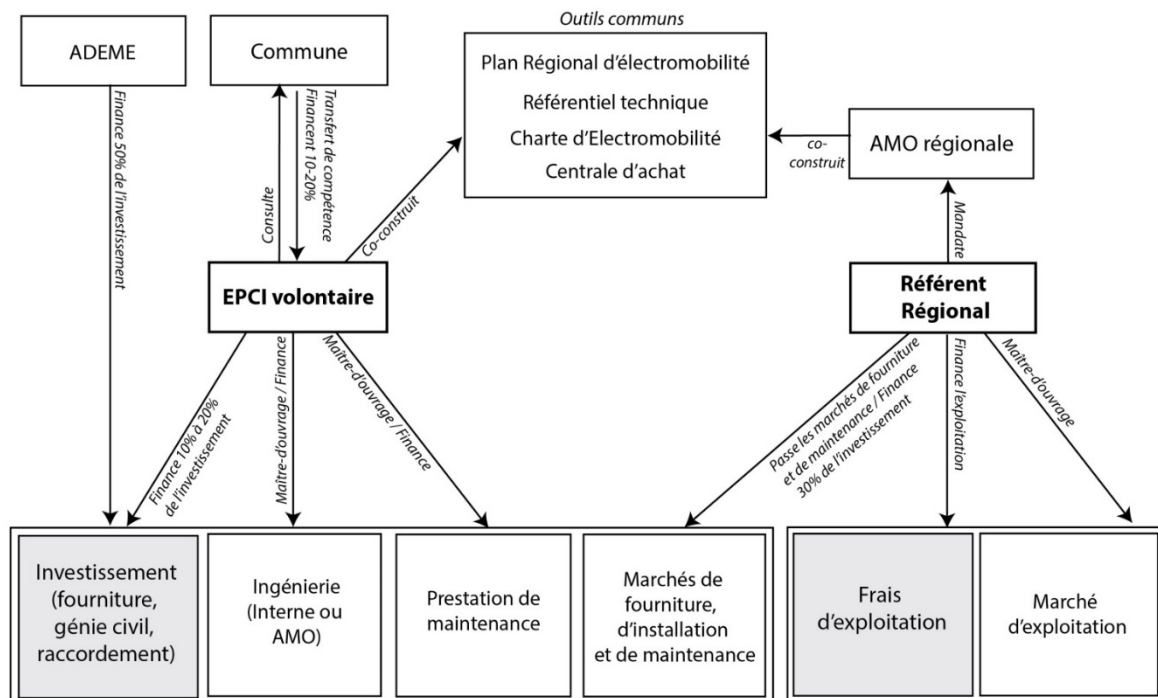 Outils communs
ADEME
Commune
Plan Régional d'électromobilité
Référentiel technique
Charte d'Electromobilité
Centrale d'achat
AMO régionale
co-
construit
Finance 50% de l'investissement
Consulte
Transfert de compétence
Financent 10-20%
Co-construit
Mandate
EPCI volontaire
Référent
Régional
Finance 10% à 20%
de l'investissement
Maître-d'ouvrage / Finance
Maître-d'ouvrage / Finance
Passe les marchés de fourniture
et de maintenance / Finance
30% de l'investissement
Finance l'exploitation
Maître-d'ouvrage
Investissement
(fourniture,
génie civil,
raccordement)
Ingénierie
(Interne ou
AMO)
Prestation de
maintenance
Marchés de
fourniture,
d'installation
et de maintenance
Frais
d'exploitation
Marché
d'exploitation